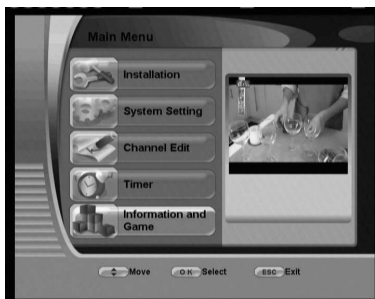 Main Menu
Installation
System Setting
Channel Edit
Timer
Information and
Game
Move OK Select ESC Exit